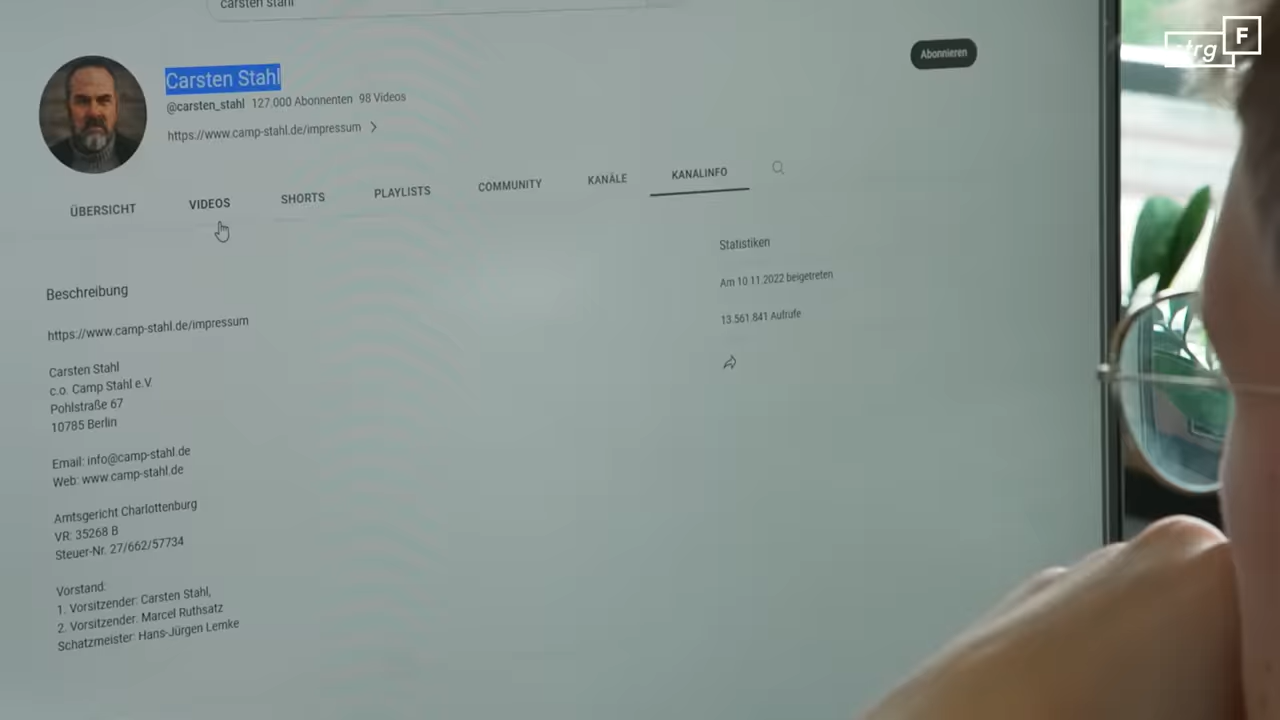 carsten stahl
strg
F
Carsten Stahl
Abonnieren
@carsten_stahl 127.000 Abonnenten 98 Videos
https://www.camp-stahl.de/impressum
ÜBERSICHT VIDEOS SHORTS PLAYLISTS COMMUNITY KANÄLE KANALINFO
Beschreibung
Statistiken
https://www.camp-stahl.de/impressum
Am 10.11.2022 beigetreten
13.561.841 Aufrufe
Carsten Stahl
c.o. Camp Stahl e.V.
Pohlstraße 67
10785 Berlin
Email: info@camp-stahl.de
Web: www.camp-stahl.de
Amtsgericht Charlottenburg
VR: 35268 B
Steuer-Nr. 27/662/57734
Vorstand:
1. Vorsitzender: Carsten Stahl,
2. Vorsitzender: Marcel Ruthsatz
Schatzmeister: Hans-Jürgen Lemke